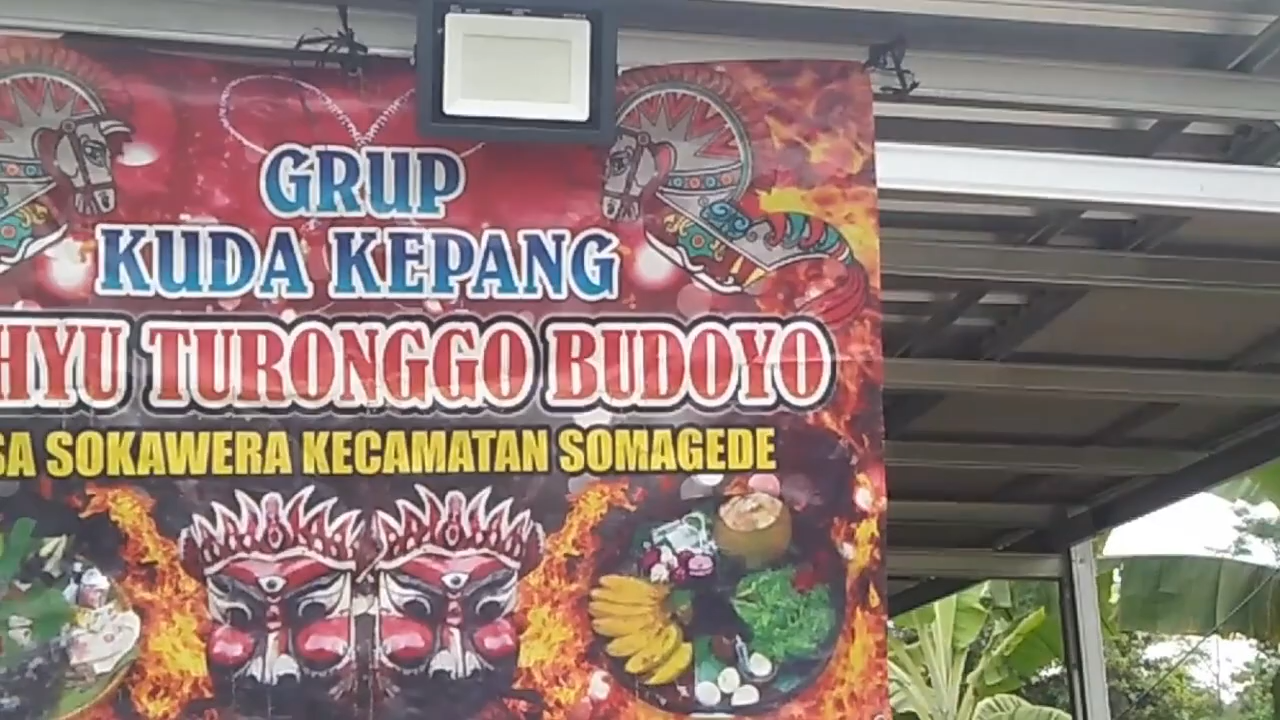 GRUP
KUDA KEPANG
HYU TURONGGO BUDOYO
SA SOKAWERA KECAMATAN SOMAGEDE